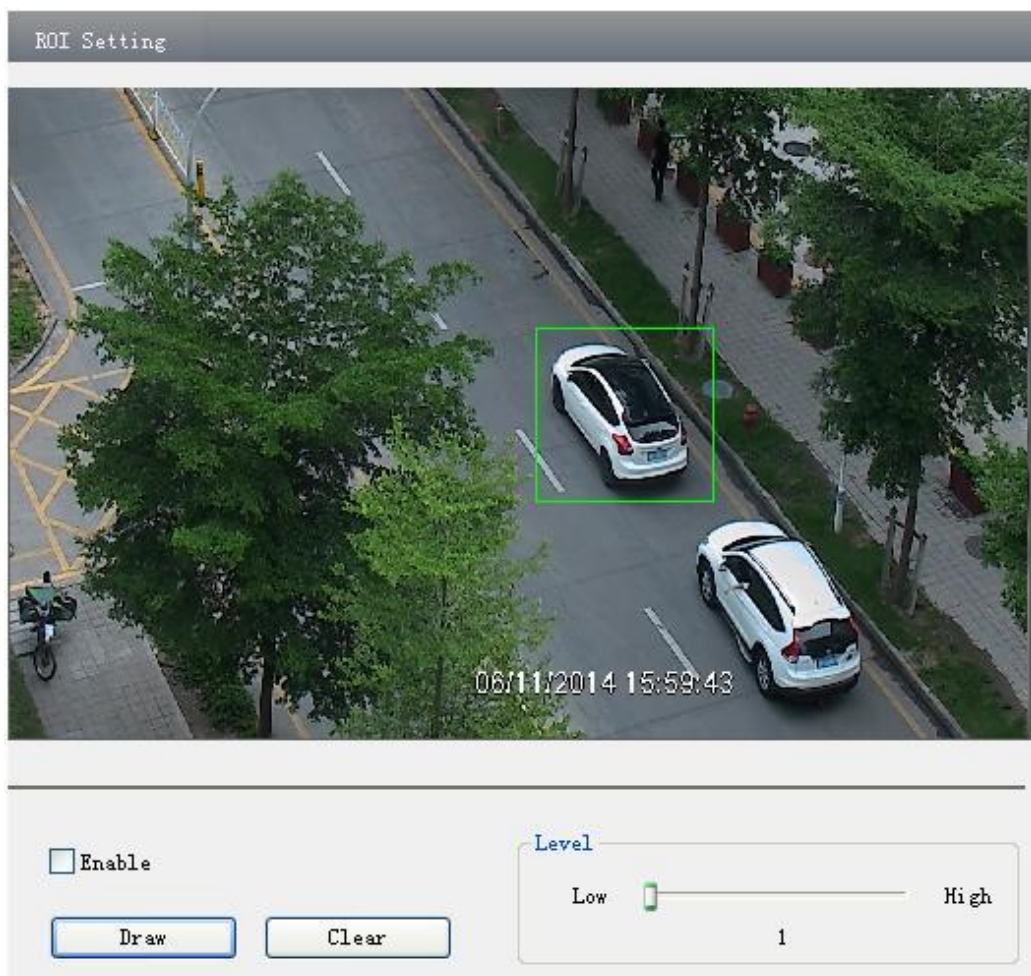 ROI Setting
06/11/2014 15:59:43
Enable
Level
Low
High
1
Draw
Clear